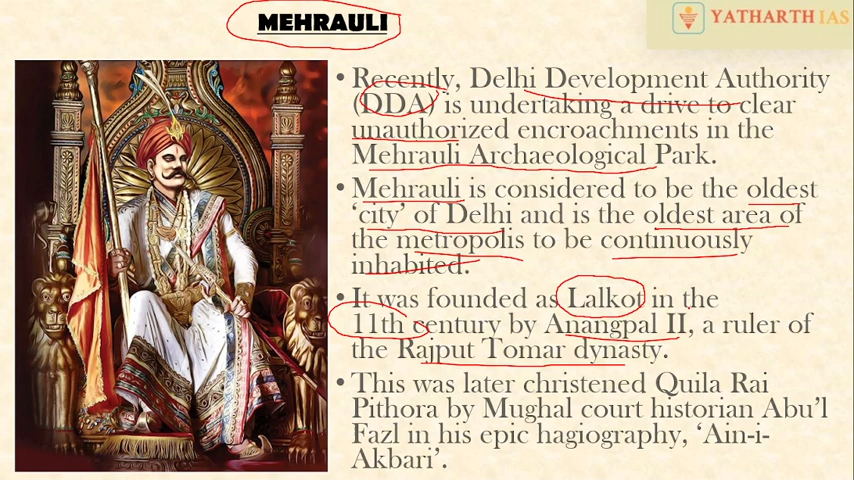 MEHRAULI
YATHARTH IAS
• Recently, Delhi Development Authority
(DDA) is undertaking a drive to clear
unauthorized encroachments in the
Mehrauli Archaeological Park.
• Mehrauli is considered to be the oldest
‘city’ of Delhi and is the oldest area of
the metropolis to be continuously
inhabited.
• It was founded as Lalkot in the
11th century by Anangpal II, a ruler of
the Rajput Tomar dynasty.
• This was later christened Quila Rai
Pithora by Mughal court historian Abu’l
Fazl in his epic hagiography, ‘Ain-i-
Akbari’.